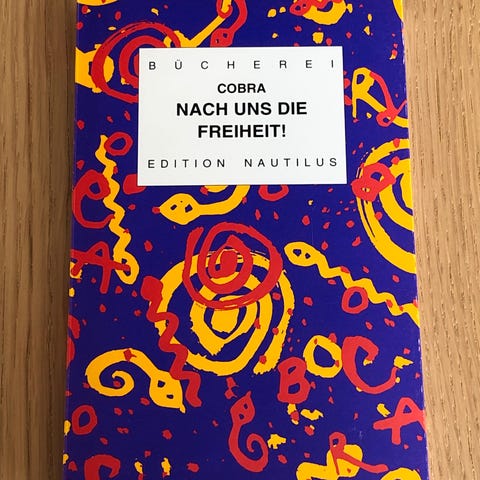 BÜCHEREI
COBRA
NACH UNS DIE
FREIHEIT!
EDITION NAUTILUS
R
B
O
C
A
O
B
O
C
A
R